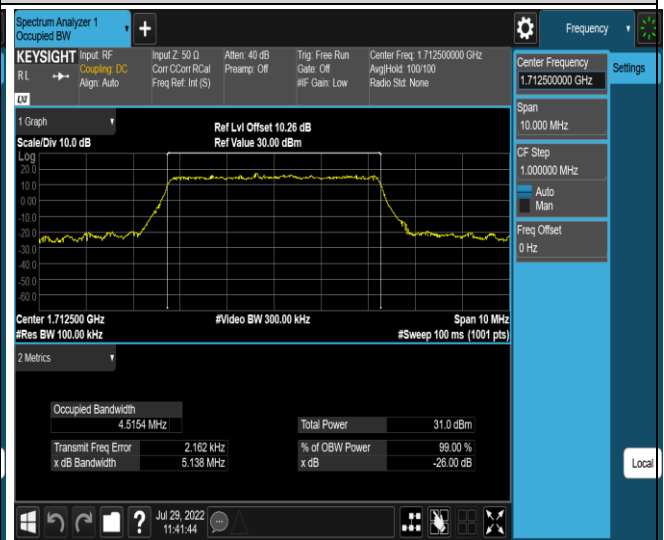 Spectrum Analyzer 1
Occupied BW
+
Frequency
KEYSIGHT Input: RF Input Z: 50 Ω Atten: 40 dB Trig: Free Run Center Freq: 1.712500000 GHz
RL Coupling: DC Corr CCorr RCal Preamp: Off Gate: Off Avg|Hold: 100/100
Align: Auto Freq Ref: Int (S) #IF Gain: Low Radio Std: None
Center Frequency
1.712500000 GHz
Settings
Span
10.000 MHz
CF Step
1.000000 MHz
Auto
Man
Freq Offset
0 Hz
1 Graph
Ref Lvl Offset 10.26 dB
Scale/Div 10.0 dB Ref Value 30.00 dBm
Log
20.0
10.0
0.00
-10.0
-20.0
-30.0
-40.0
-50.0
-60.0
Center 1.712500 GHz #Video BW 300.00 kHz Span 10 MHz
#Res BW 100.00 kHz #Sweep 100 ms (1001 pts)
2 Metrics
Occupied Bandwidth
4.5154 MHz Total Power 31.0 dBm
Transmit Freq Error 2.162 kHz % of OBW Power 99.00 %
x dB Bandwidth 5.138 MHz x dB -26.00 dB
Local
? Jul 29, 2022
11:41:44